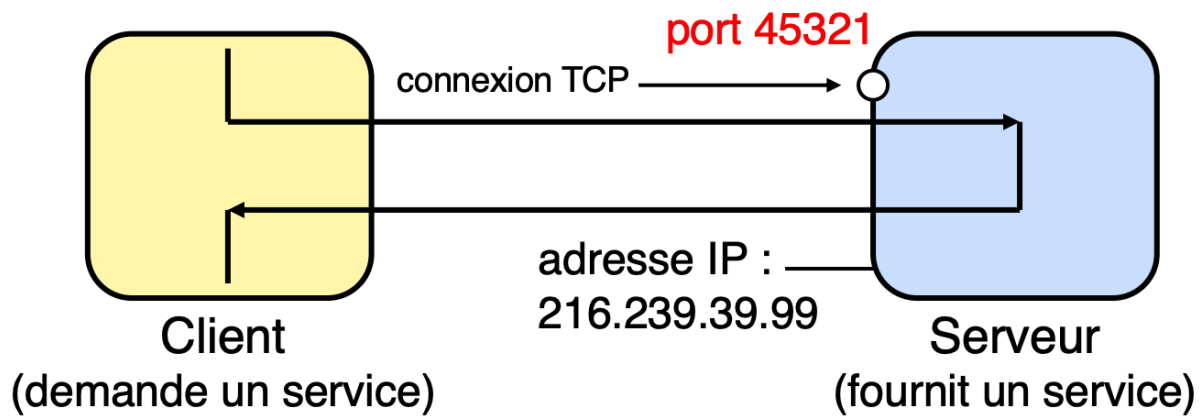 port 45321
connexion TCP
adresse IP :
216.239.39.99
Client
(demande un service)
Serveur
(fournit un service)